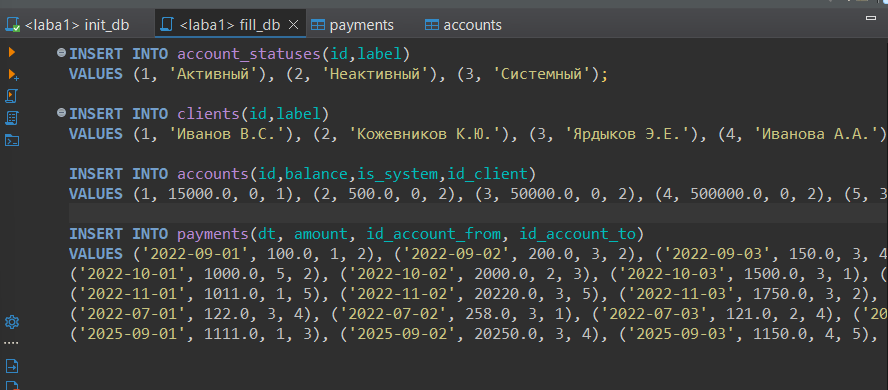 <laba1> init_db
<laba1> fill_db
payments
accounts
INSERT INTO account_statuses(id,label)
VALUES (1, 'Активный'), (2, 'Неактивный'), (3, 'Системный');
INSERT INTO clients(id,label)
VALUES (1, 'Иванов В.С.'), (2, 'Кожевников К.Ю.'), (3, 'Ярдыков Э.Е.'), (4, 'Иванова А.А.')
INSERT INTO accounts(id,balance,is_system,id_client)
VALUES (1, 15000.0, 0, 1), (2, 500.0, 0, 2), (3, 50000.0, 0, 2), (4, 500000.0, 0, 2), (5, 3
INSERT INTO payments(dt, amount, id_account_from, id_account_to)
VALUES ('2022-09-01', 100.0, 1, 2), ('2022-09-02', 200.0, 3, 2), ('2022-09-03', 150.0, 3, 4
('2022-10-01', 1000.0, 5, 2), ('2022-10-02', 2000.0, 2, 3), ('2022-10-03', 1500.0, 3, 1), (
('2022-11-01', 1011.0, 1, 5), ('2022-11-02', 20220.0, 3, 5), ('2022-11-03', 1750.0, 3, 2),
('2022-07-01', 122.0, 3, 4), ('2022-07-02', 258.0, 3, 1), ('2022-07-03', 121.0, 2, 4), ('20
('2025-09-01', 1111.0, 1, 3), ('2025-09-02', 20250.0, 3, 4), ('2025-09-03', 1150.0, 4, 5),